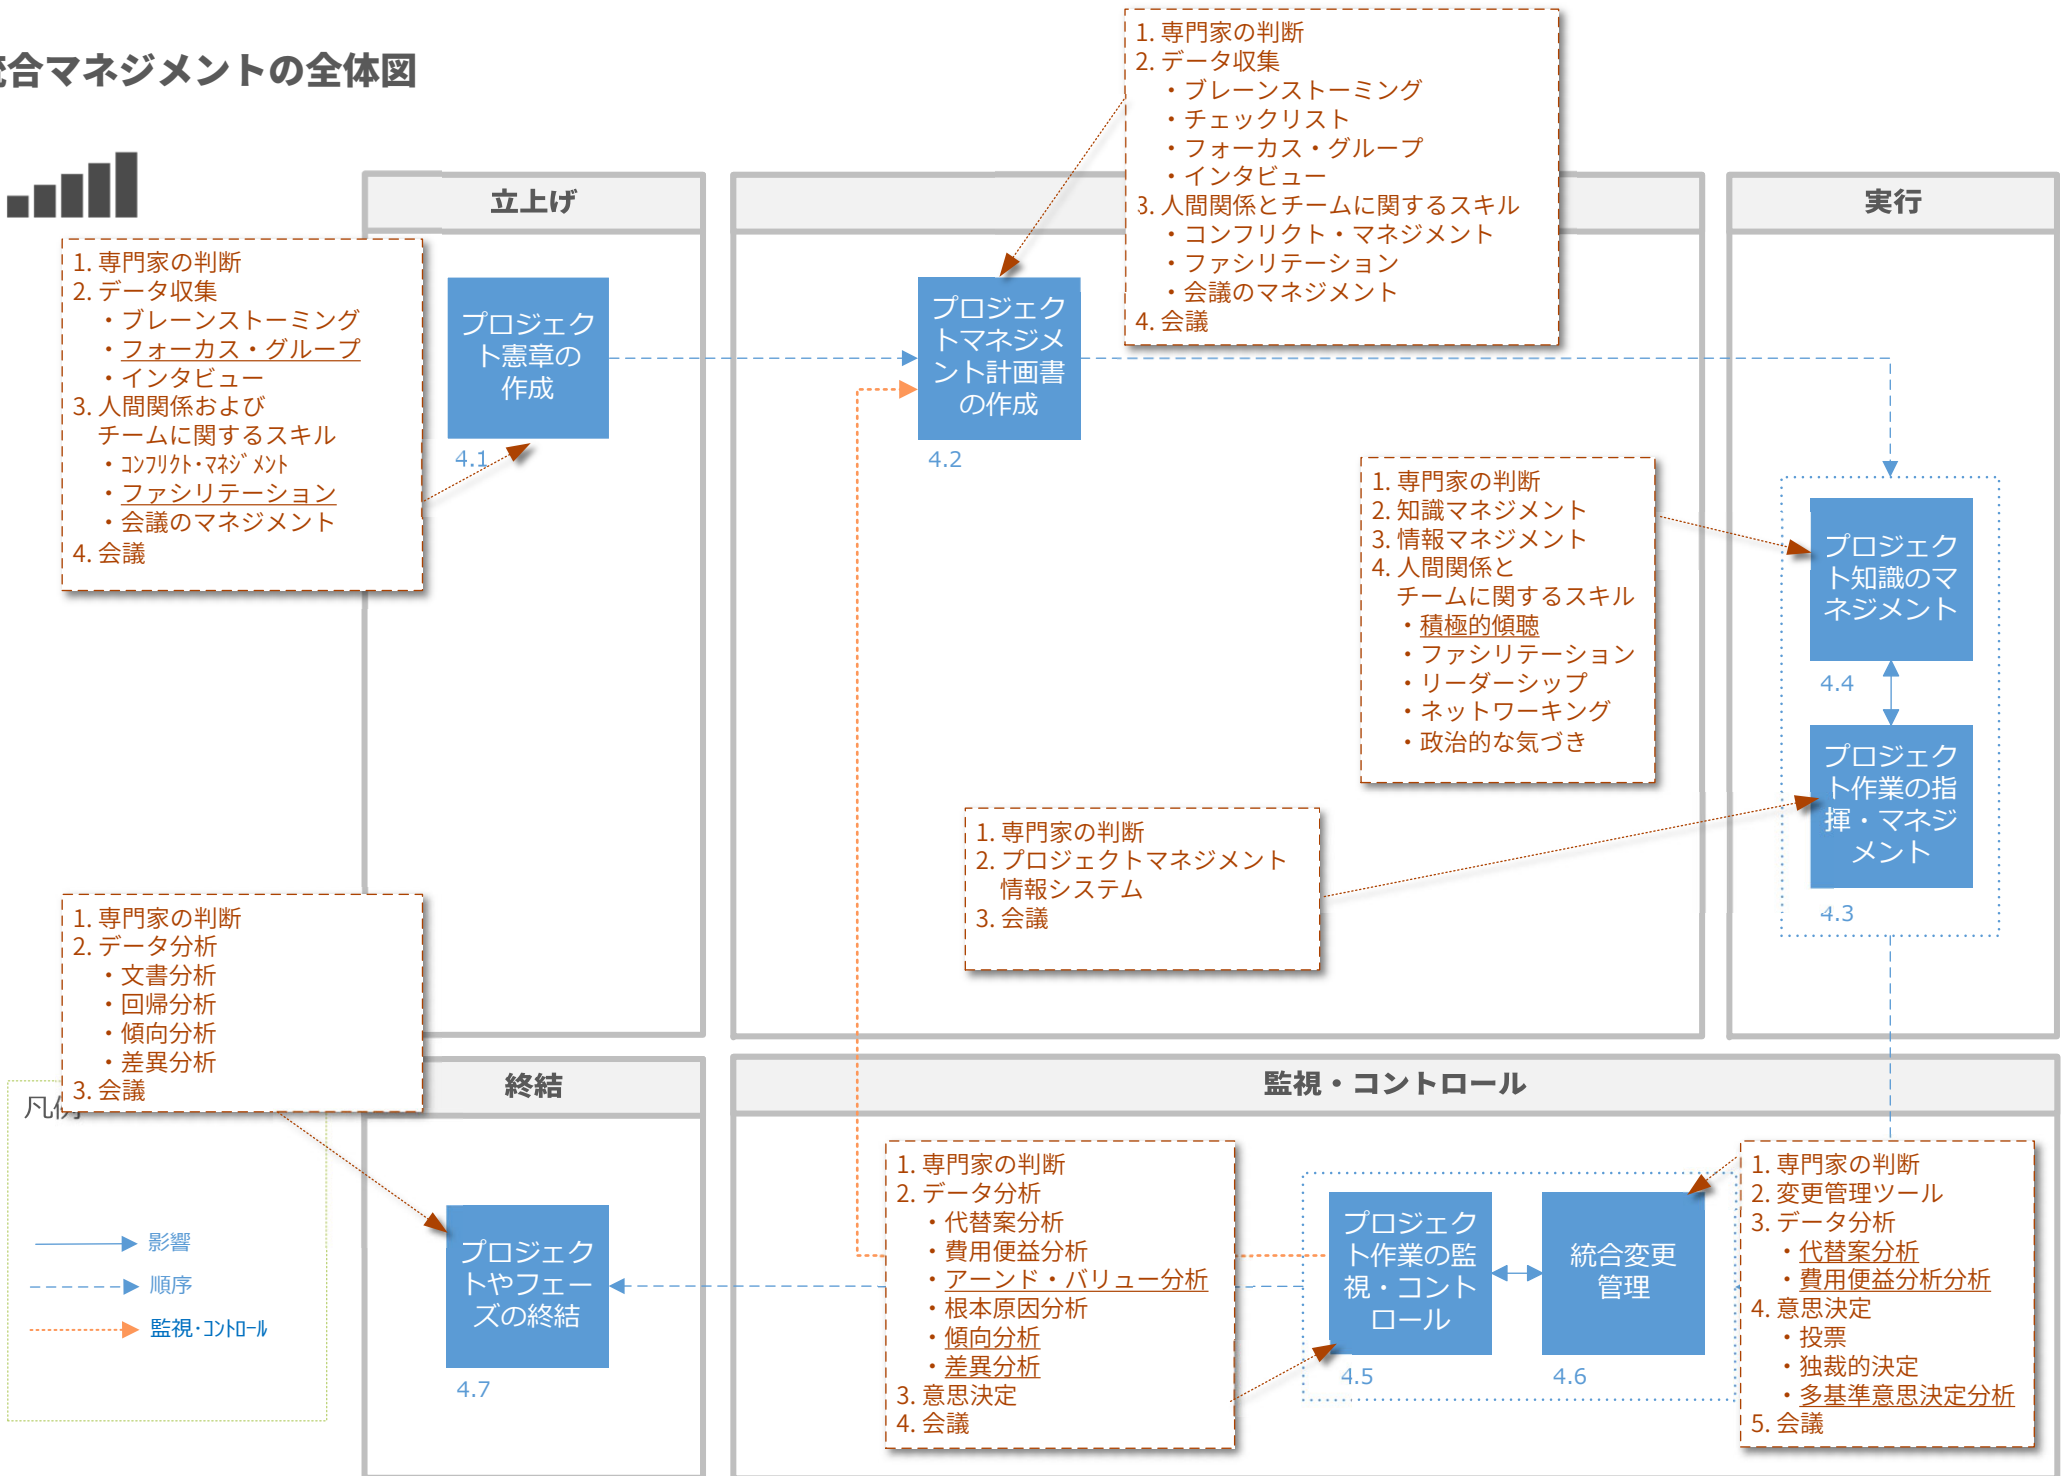 合マネジメントの全体図
1. 専門家の判断
2. データ収集
・ブレーンストーミング
・チェックリスト
・フォーカス・グループ
・インタビュー
3. 人間関係とチームに関するスキル
・コンフリクト・マネジメント
・ファシリテーション
・会議のマネジメント
4. 会議
立上げ
実行
1. 専門家の判断
2. データ収集
・ブレーンストーミング
・フォーカス・グループ
・インタビュー
3. 人間関係および
チームに関するスキル
・コンフリクト・マネジメント
・ファシリテーション
・会議のマネジメント
4. 会議
プロジェク
ト憲章の
作成
4.1
プロジェク
トマネジメ
ント計画書
の作成
4.2
1. 専門家の判断
2. 知識マネジメント
3. 情報マネジメント
4. 人間関係と
チームに関するスキル
・積極的傾聴
・ファシリテーション
・リーダーシップ
・ネットワーキング
・政治的な気づき
プロジェク
ト知識のマ
ネジメント
4.4
プロジェク
ト作業の指
揮・マネジ
メント
4.3
1. 専門家の判断
2. プロジェクトマネジメント
情報システム
3. 会議
1. 専門家の判断
2. データ分析
・文書分析
・回帰分析
・傾向分析
・差異分析
3. 会議
終結
監視・コントロール
凡例
影響
順序
監視・コントロール
プロジェク
トやフェー
ズの終結
4.7
1. 専門家の判断
2. データ分析
・代替案分析
・費用便益分析
・アーンド・バリュー分析
・根本原因分析
・傾向分析
・差異分析
3. 意思決定
4. 会議
プロジェク
ト作業の監
視・コント
ロール
4.5
統合変更
管理
4.6
1. 専門家の判断
2. 変更管理ツール
3. データ分析
・代替案分析
・費用便益分析分析
4. 意思決定
・投票
・独裁的決定
・多基準意思決定分析
5. 会議